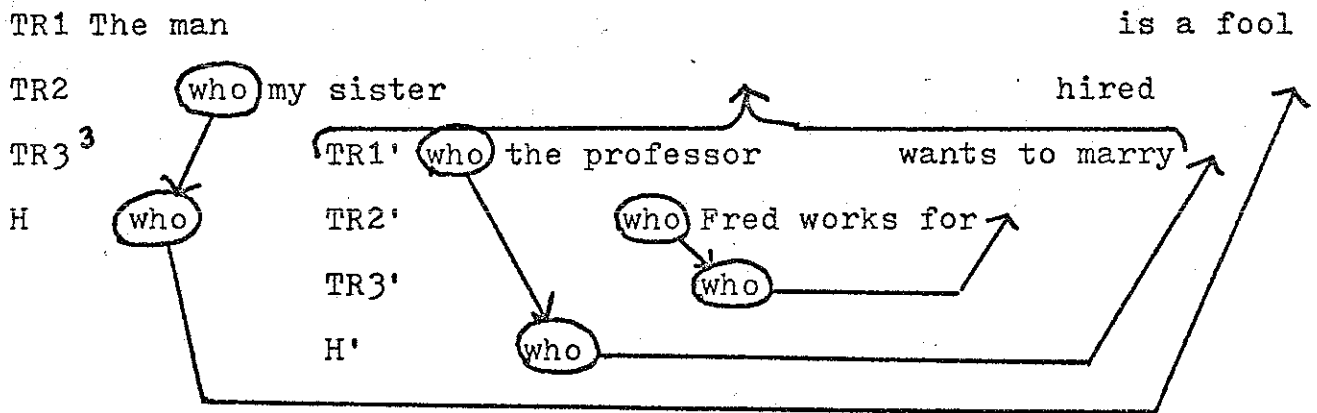 TR1 The man is a fool
TR2 who my sister hired
TR3 3 TR1' who the professor wants to marry
H who TR2' who Fred works for
TR3' who
H' who